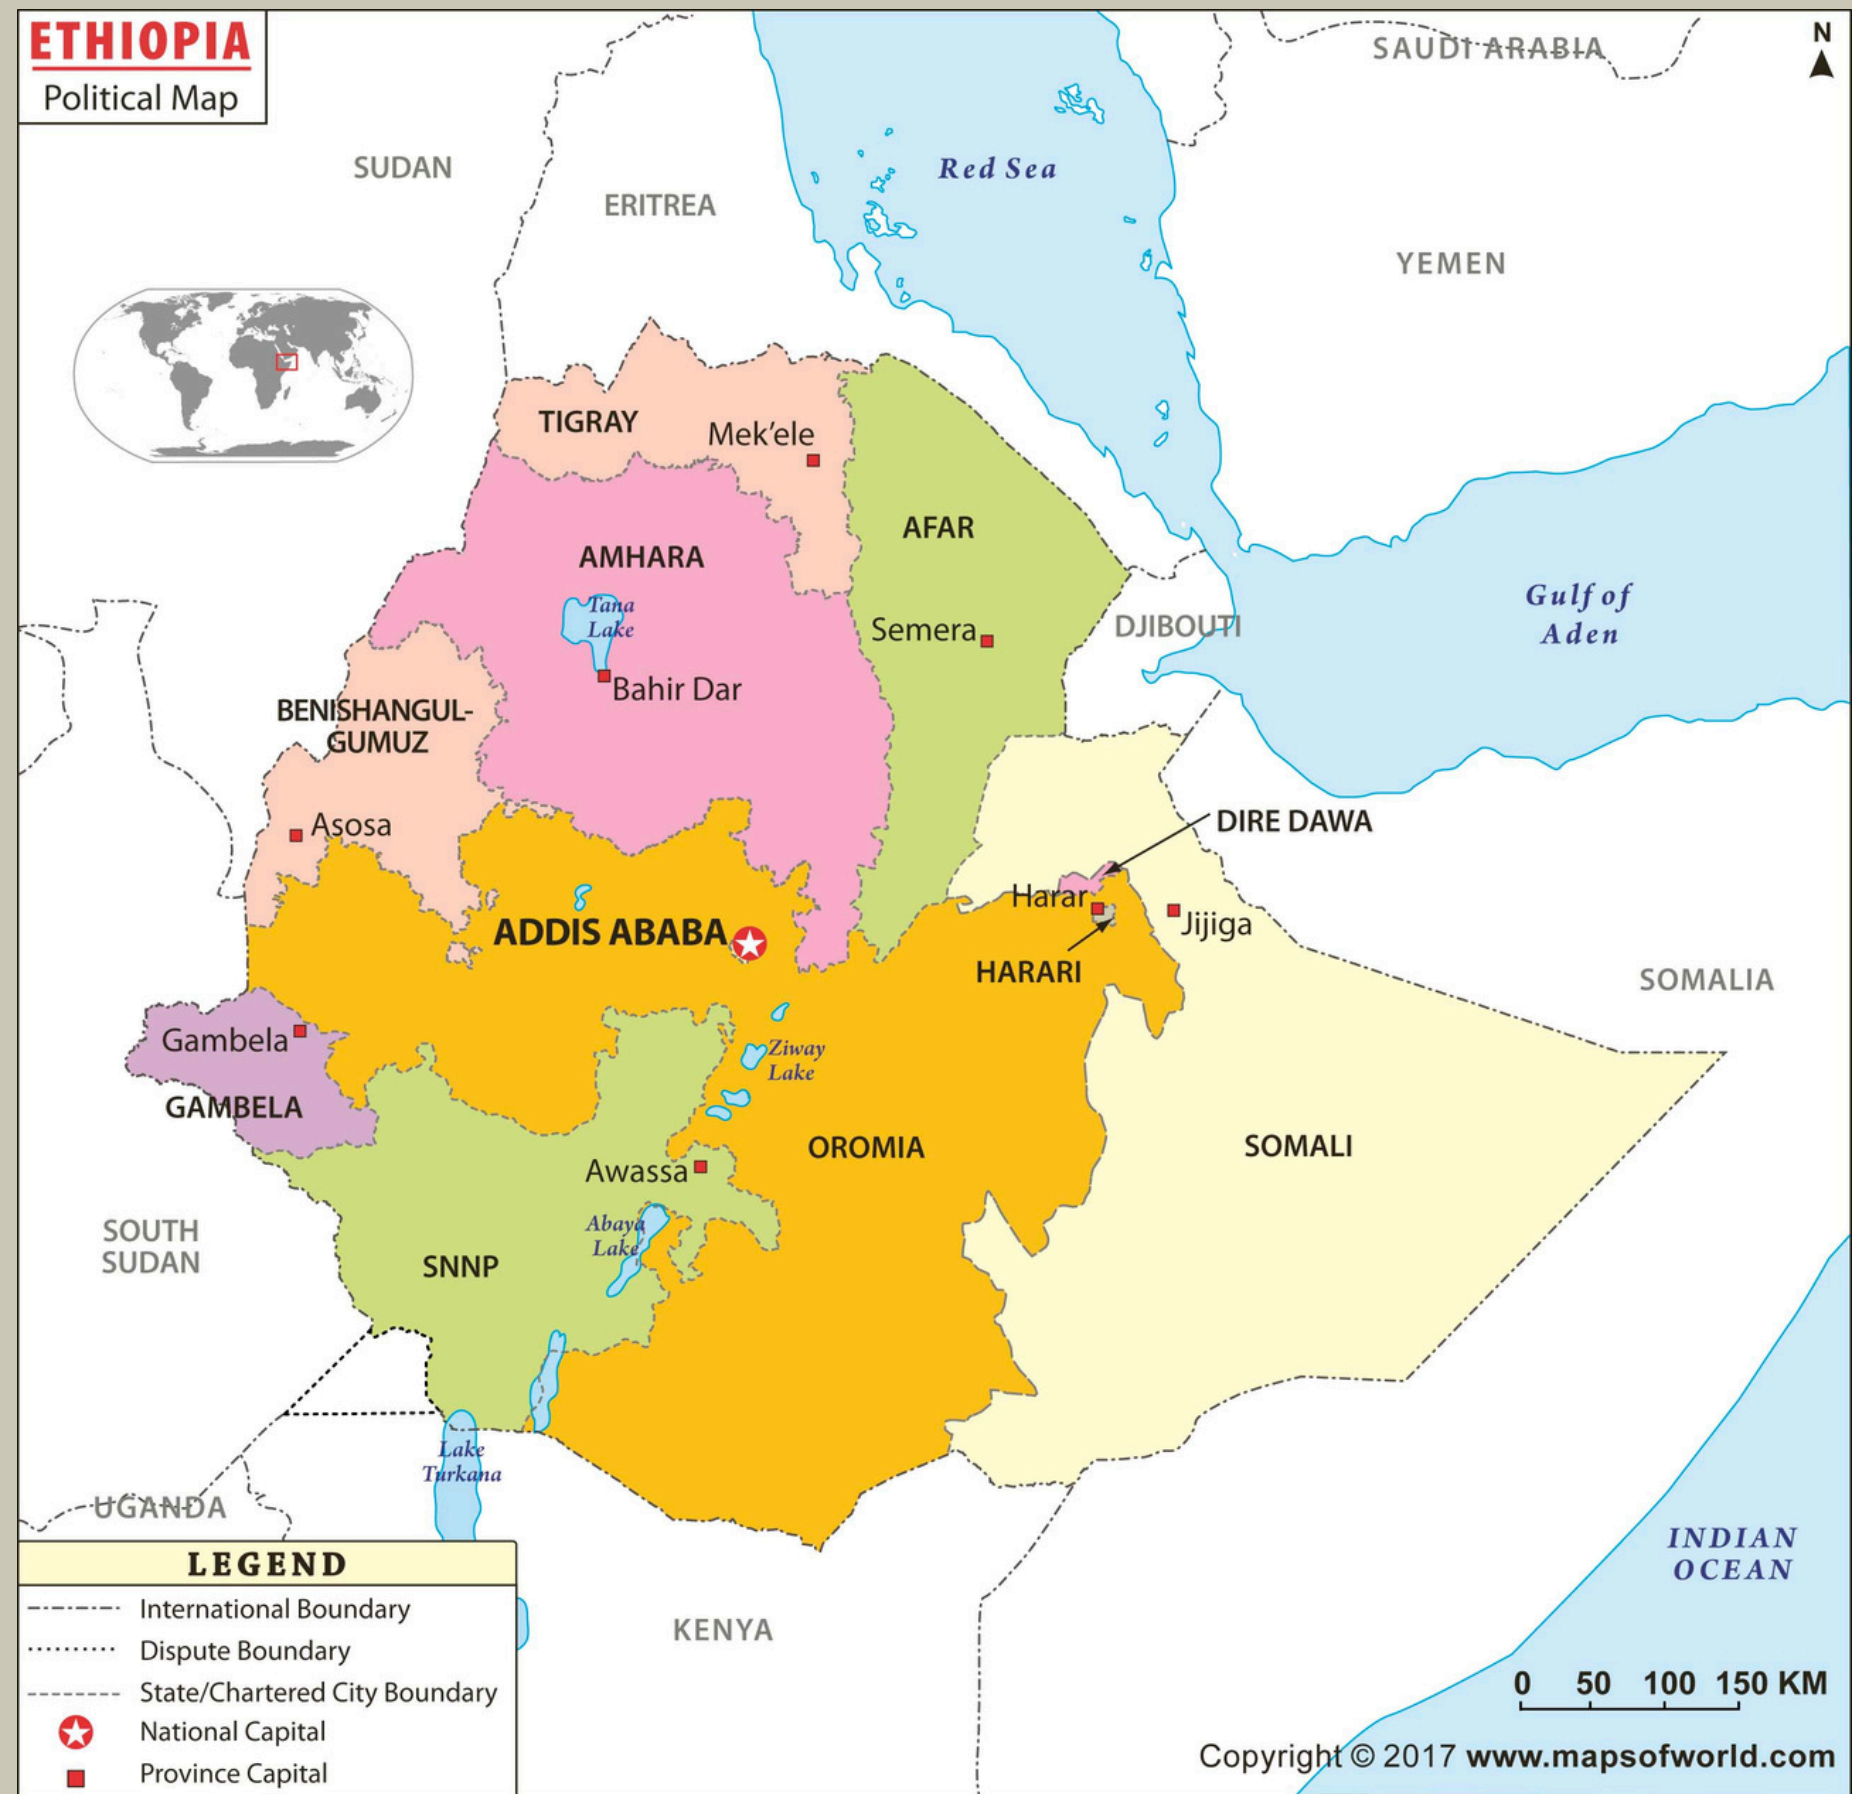 ETHIOPIA
Political Map
N
SAUDI ARABIA
SUDAN
Red Sea
ERITREA
YEMEN
TIGRAY
Mek'ele
AFAR
AMHARA
Tana
Lake
Gulf of
Aden
Semera
DJIBOUTI
Bahir Dar
BENISHANGUL-
GUMUZ
Asosa
DIRE DAWA
Harar
Jijiga
ADDIS ABABA
HARARI
SOMALIA
Gambela
Ziway
Lake
GAMBELA
OROMIA
SOMALI
Awassa
Abaya
Lake
SOUTH
SUDAN
SNNP
Lake
Turkana
UGANDA
INDIAN
OCEAN
KENYA
LEGEND
International Boundary
Dispute Boundary
State/Chartered City Boundary
National Capital
Province Capital
0 50 100 150 KM
Copyright © 2017 www.mapsofworld.com